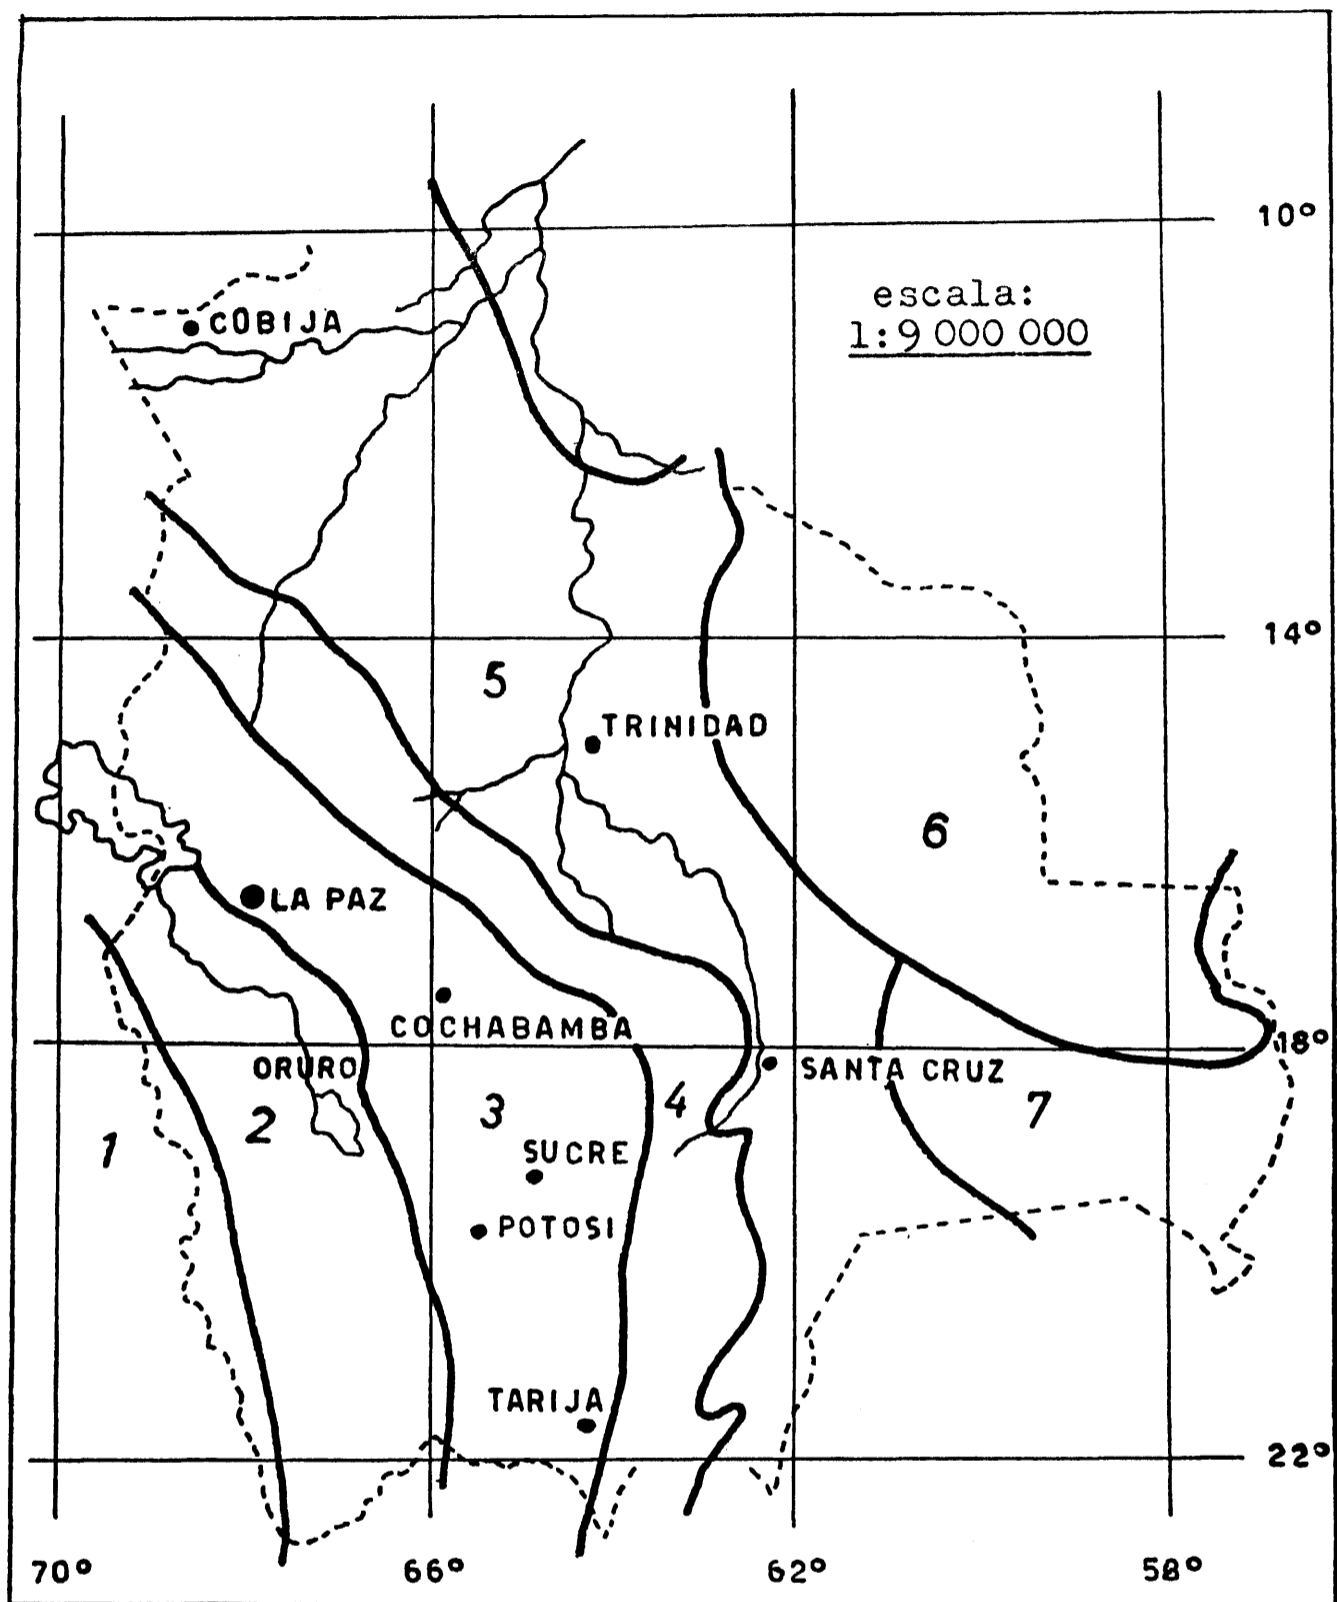 10°
escala:
1:9 000 000
COBIJA
14°
5
TRINIDAD
6
LA PAZ
COCHABAMBA
18°
ORURO
SANTA CRUZ
1
2
3
4
7
SUCRE
POTOSI
TARIJA
22°
70°
66°
62°
58°